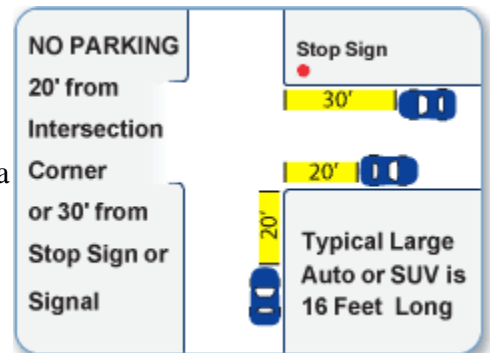 NO PARKING
20' from
Intersection
a Corner
or 30' from
Stop Sign or
Signal
Stop Sign
30'
20'
20'
Typical Large
Auto or SUV is
16 Feet Long